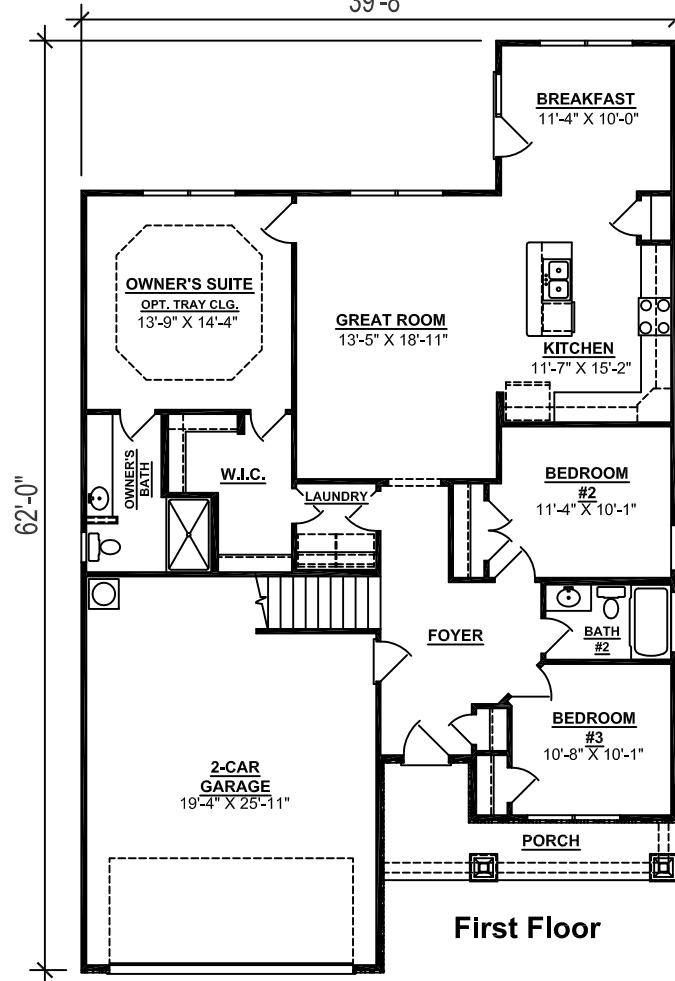 39'-8
BREAKFAST
11'-4" X 10'-0"
OWNER'S SUITE
OPT. TRAY CLG.
13'-9" X 14'-4"
GREAT ROOM
13'-5" X 18'-11"
KITCHEN
11'-7" X 15'-2"
OWNER'S
BATH
W.I.C.
LAUNDRY
BEDROOM
#2
11'-4" X 10'-1"
62'-0"
FOYER
BATH
#2
BEDROOM
#3
10'-8" X 10'-1"
2-CAR
GARAGE
19'-4" X 25'-11"
PORCH
First Floor